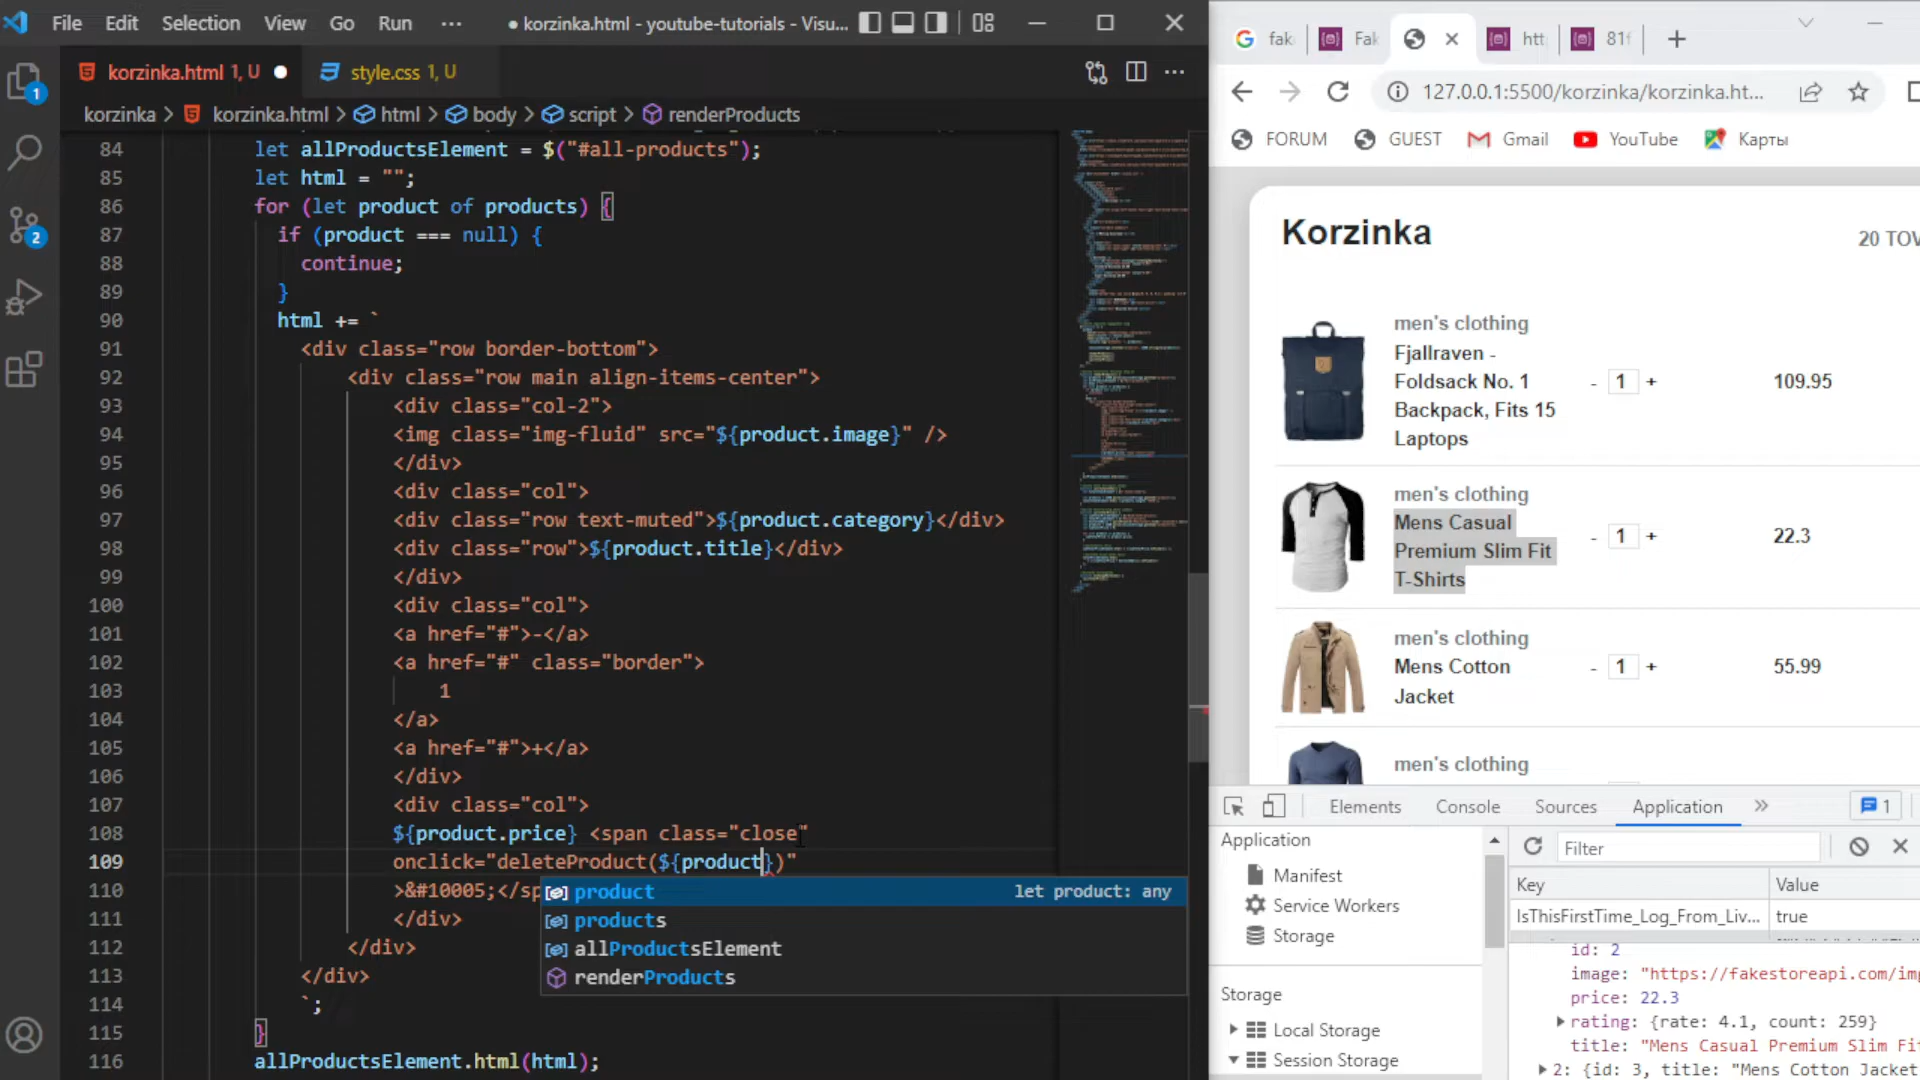 File Edit Selection View Go Run ··· ● korzinka.html - youtube-tutorials - Visu...
korzinka.html 1, U ● style.css 1, U
korzinka > korzinka.html > html > body > script > renderProducts
84 let allProductsElement = $("#all-products");
85 let html = "";
86 for (let product of products) {
87 if (product === null) {
88 continue;
89 }
90 html += `
91 <div class="row border-bottom">
92 <div class="row main align-items-center">
93 <div class="col-2">
94 <img class="img-fluid" src="${product.image}" />
95 </div>
96 <div class="col">
97 <div class="row text-muted">${product.category}</div>
98 <div class="row">${product.title}</div>
99 </div>
100 <div class="col">
101 <a href="#">-</a>
102 <a href="#" class="border">
103 1
104 </a>
105 <a href="#">+</a>
106 </div>
107 <div class="col">
108 ${product.price} <span class="close"
109 onclick="deleteProduct(${product})"
110 >&#10005;</sp
111 </div>
112 </div>
113 </div>
114 `;
115 }
116 allProductsElement.html(html);
product let product: any
products
allProductsElement
renderProducts
1
2
fak Fak htt 81f
127.0.0.1:5500/korzinka/korzinka.ht...
FORUM GUEST Gmail YouTube Карты
Korzinka
20 TOV
men's clothing
Fjallraven -
Foldsack No. 1
Backpack, Fits 15
Laptops
- 1 + 109.95
men's clothing
Mens Casual
Premium Slim Fit
T-Shirts
- 1 + 22.3
men's clothing
Mens Cotton
Jacket
- 1 + 55.99
men's clothing
Elements Console Sources Application » 1
Application
Manifest
Service Workers
Storage
Storage
Local Storage
Session Storage
Filter
Key Value
IsThisFirstTime_Log_From_Liv... true
id: 2
image: "https://fakestoreapi.com/im
price: 22.3
rating: {rate: 4.1, count: 259}
title: "Mens Casual Premium Slim Fi
2: {id: 3, title: "Mens Cotton Jacket